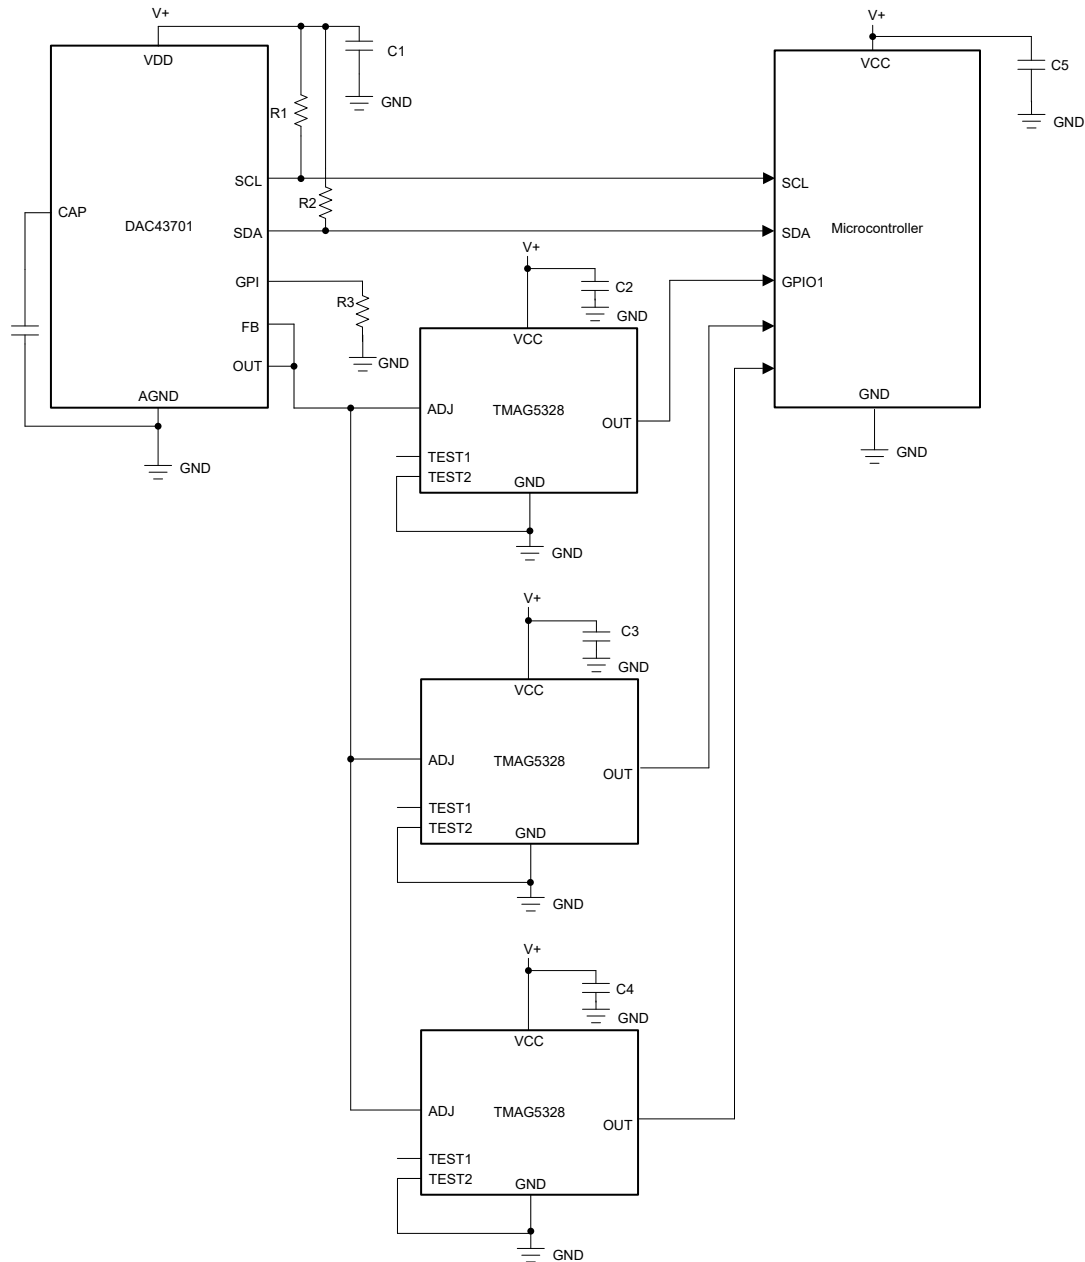 V+
V+
C1
VDD
VCC
C5
GND
R1
GND
SCL
SCL
R2
CAP
DAC43701
SDA
SDA
Microcontroller
V+
GPI
GPIO1
C2
R3
GND
FB
VCC
GND
OUT
AGND
GND
ADJ
TMAG5328
OUT
GND
TEST1
GND
TEST2
GND
GND
V+
C3
GND
VCC
ADJ
TMAG5328
OUT
TEST1
TEST2
GND
GND
V+
C4
GND
VCC
ADJ
TMAG5328
OUT
TEST1
TEST2
GND
GND